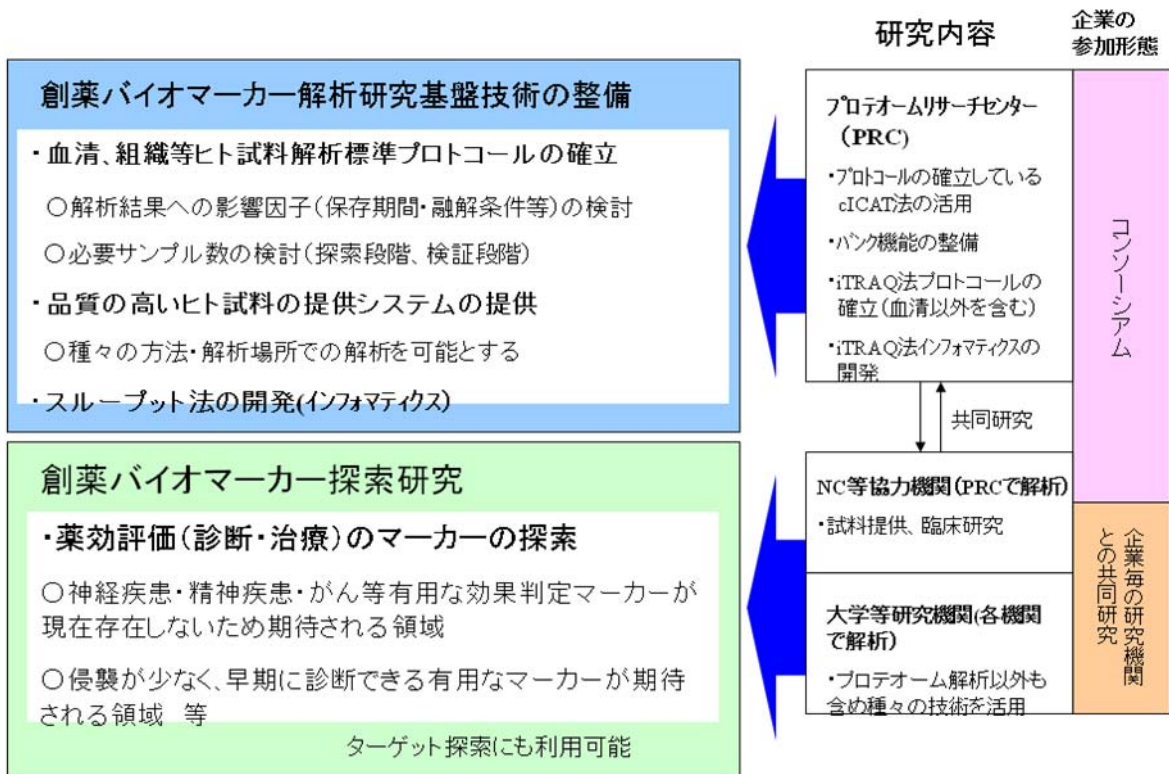 研究内容
企業の
参加形態
創薬バイオマーカー解析研究基盤技術の整備
・血清、組織等ヒト試料解析標準プロトコールの確立
○解析結果への影響因子(保存期間・融解条件等)の検討
○必要サンプル数の検討(探索段階、検証段階)
・品質の高いヒト試料の提供システムの提供
○種々の方法・解析場所での解析を可能とする
・スループット法の開発(インフォマティクス)
創薬バイオマーカー探索研究
・薬効評価(診断・治療)のマーカーの探索
○神経疾患・精神疾患・がん等有用な効果判定マーカーが
現在存在しないため期待される領域
○侵襲が少なく、早期に診断できる有用なマーカーが期待
される領域 等
ターゲット探索にも利用可能
プロテオームリサーチセンター
(PRC)
・プロトコールの確立している
cICAT法の活用
・バンク機能の整備
・iTRAQ法プロトコールの
確立(血清以外を含む)
・iTRAQ法インフォマティクスの
開発
共同研究
NC等協力機関(PRCで解析)
・試料提供、臨床研究
大学等研究機関(各機関
で解析)
・プロテオーム解析以外も
含め種々の技術を活用
コンソーシアム
企業毎の研究機関
との共同研究